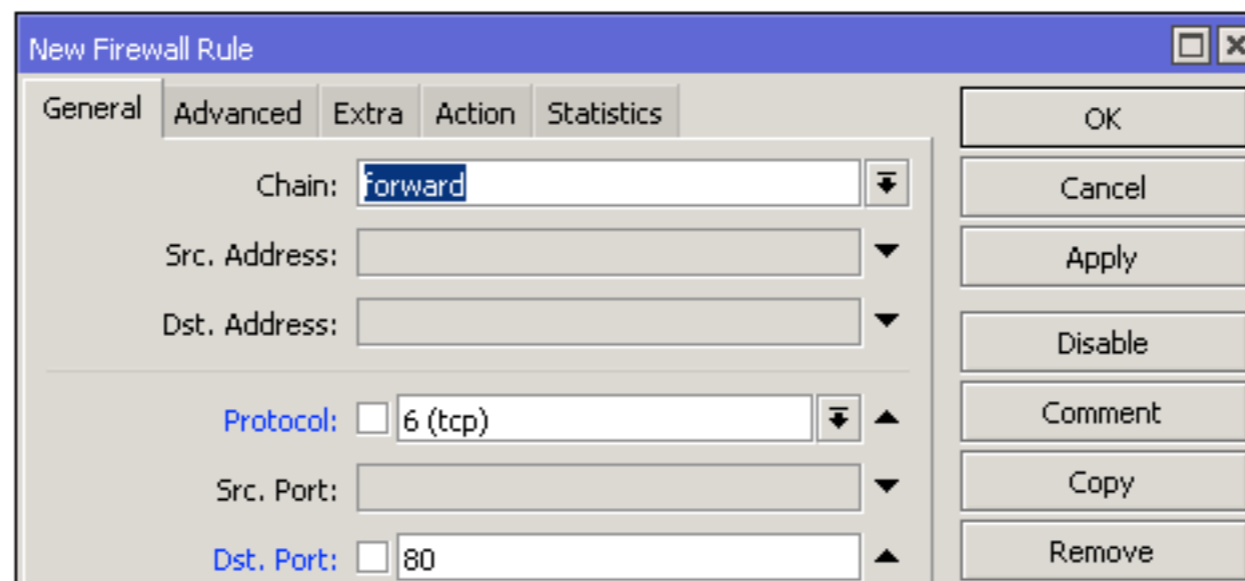 New Firewall Rule
General Advanced Extra Action Statistics
OK
Chain: forward
Cancel
Src. Address:
Apply
Dst. Address:
Disable
Protocol: 6 (tcp)
Comment
Src. Port:
Copy
Dst. Port: 80
Remove